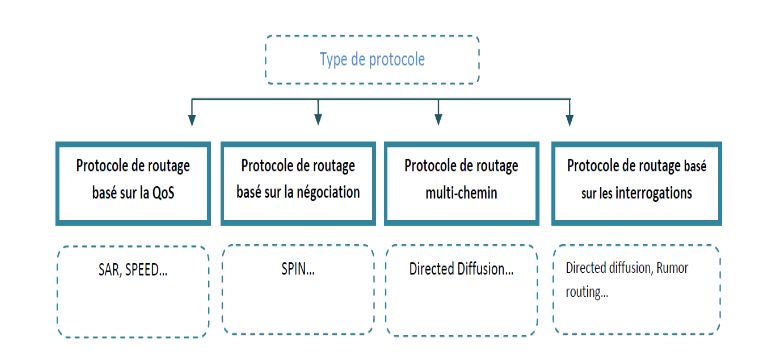 Type de protocole
Protocole de routage
basé sur la QoS
Protocole de routage
basé sur la négociation
Protocole de routage
multi-chemin
Protocole de routage basé
sur les interrogations
SAR, SPEED...
SPIN...
Directed Diffusion...
Directed diffusion, Rumor
routing...